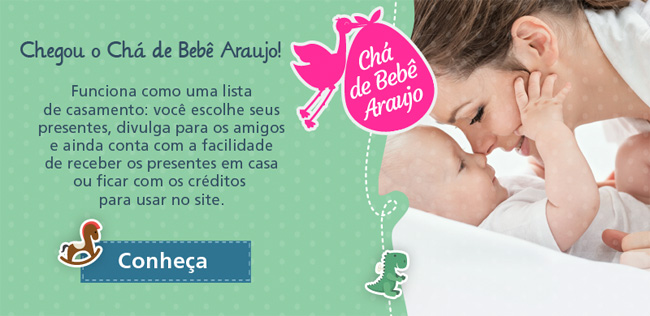 Chegou o Chá de Bebê Araujo!
Funciona como uma lista
de casamento: você escolhe seus
presentes, divulga para os amigos
e ainda conta com a facilidade
de receber os presentes em casa
ou ficar com os créditos
para usar no site.
Conheça
Chá
de Bebê
Araujo